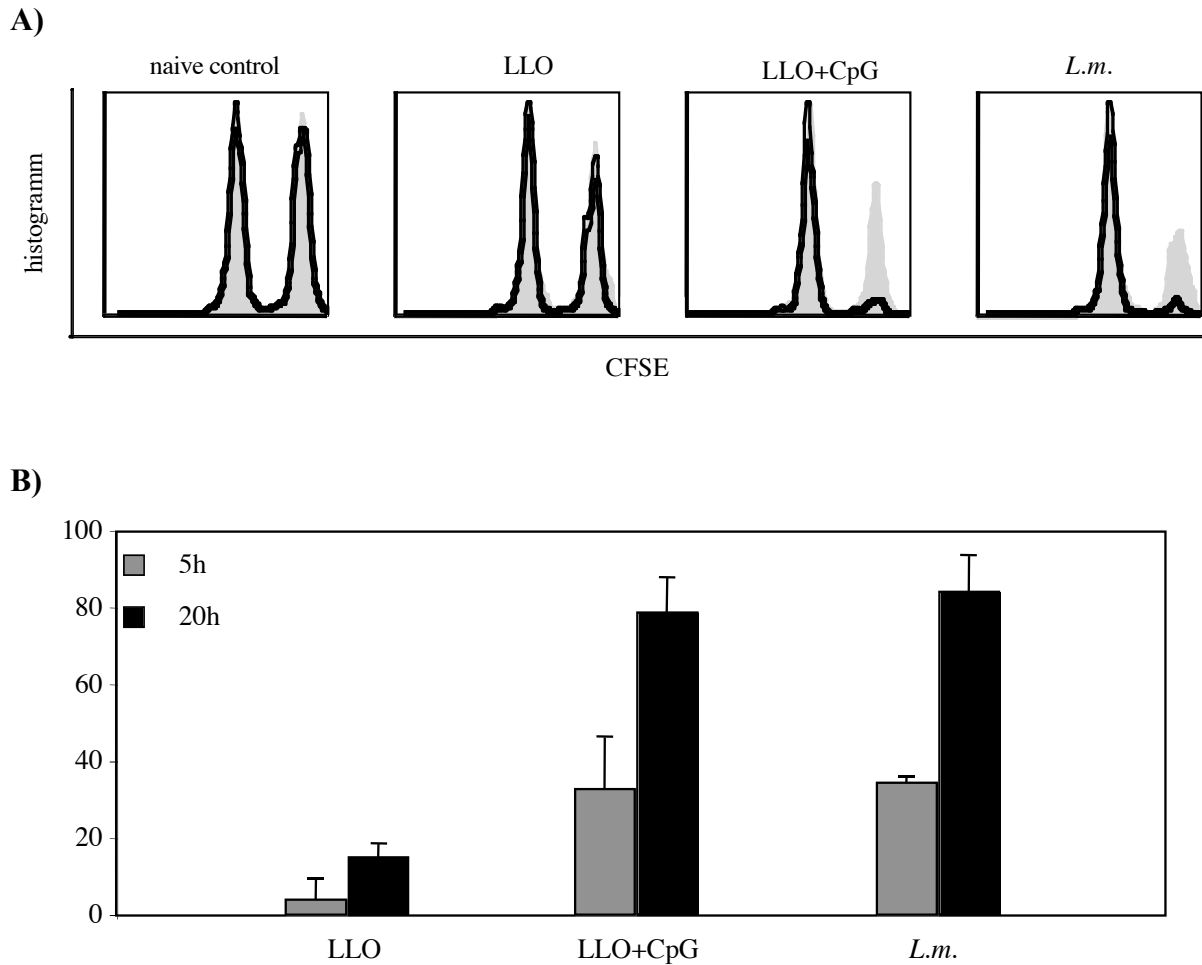 A)
naive control
LLO
LLO+CpG
L.m.
histogramm
CFSE
B)
100
80
60
40
20
0
5h
20h
LLO
LLO+CpG
L.m.